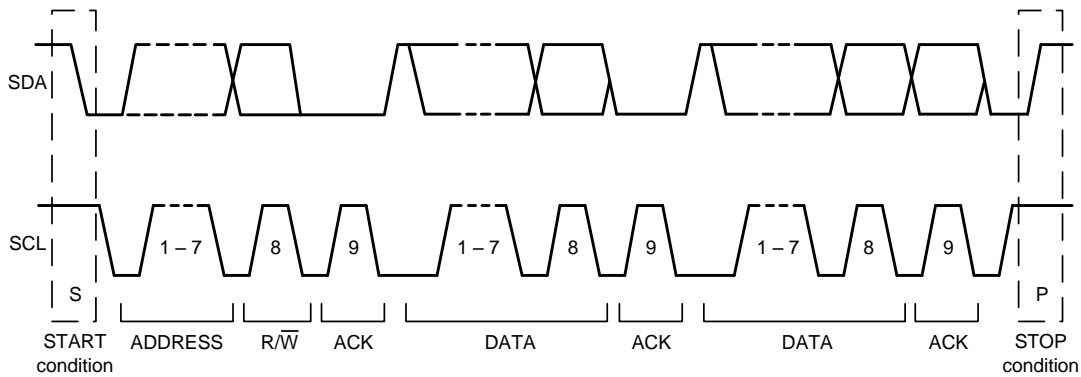 SDA
SCL
1 – 7 8 9 1 – 7 8 9 1 – 7 8 9
S P
START condition
ADDRESS R/W̅ ACK DATA ACK DATA ACK
STOP condition